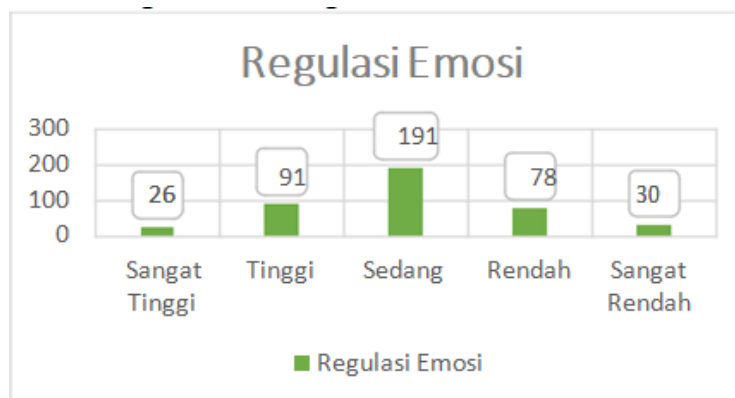 Regulasi Emosi
300
200
100
0
26
91
191
78
30
Sangat Tinggi
Tinggi
Sedang
Rendah
Sangat Rendah
Regulasi Emosi